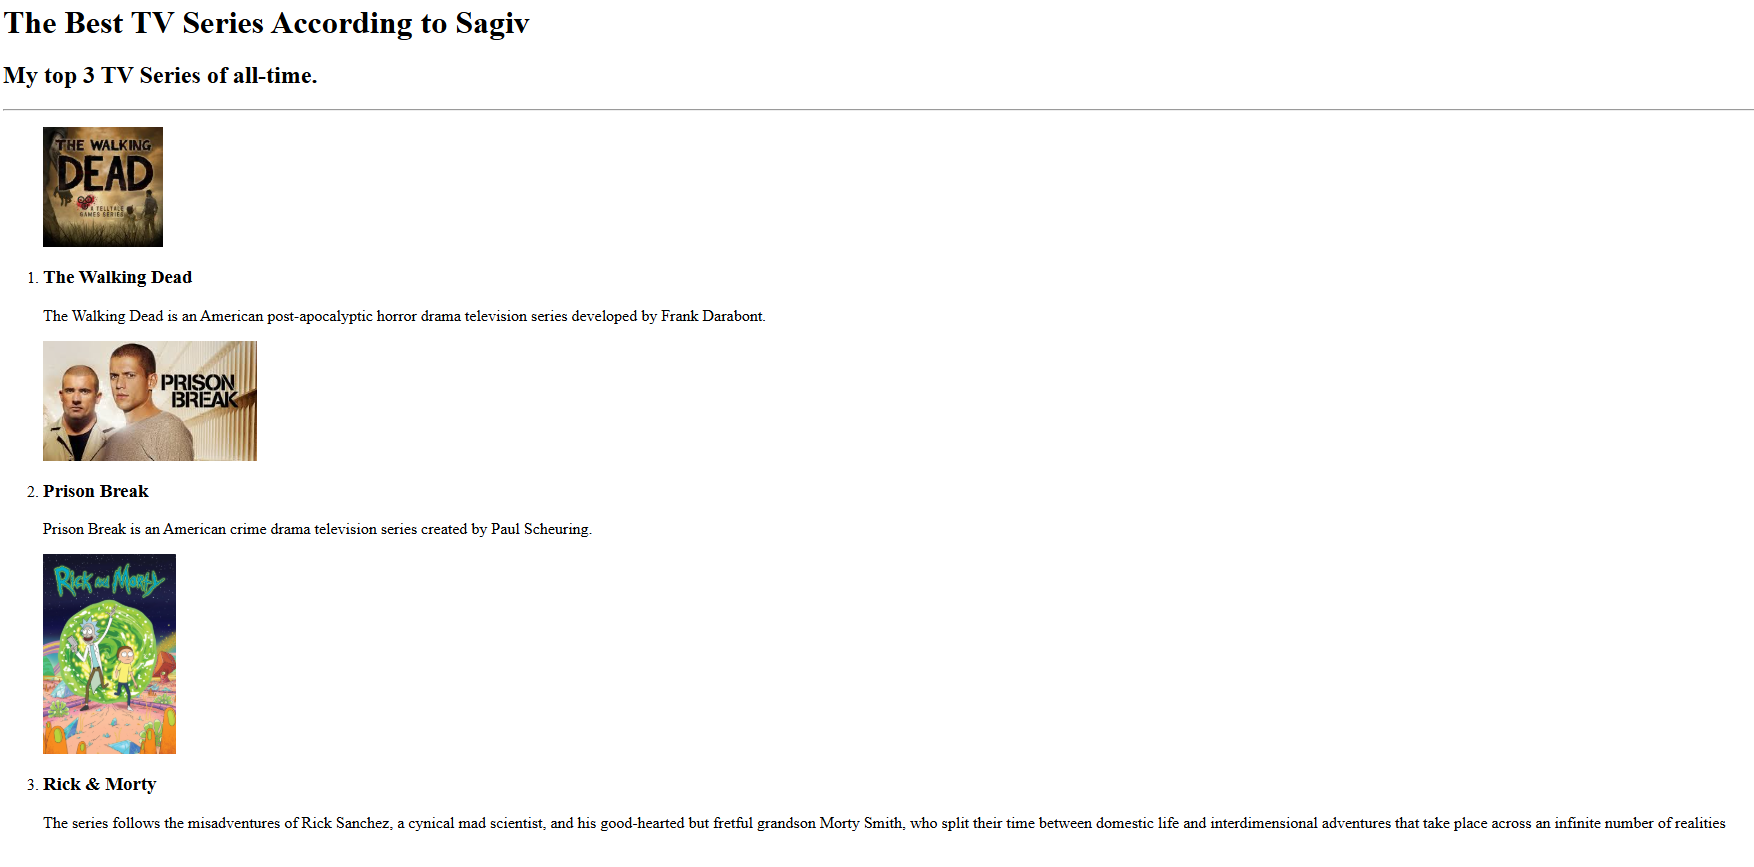 The Best TV Series According to Sagiv
My top 3 TV Series of all-time.
THE WALKING
DEAD
A TELLTALE
GAMES SERIES
1. The Walking Dead
The Walking Dead is an American post-apocalyptic horror drama television series developed by Frank Darabont.
PRISON
BREAK
2. Prison Break
Prison Break is an American crime drama television series created by Paul Scheuring.
Rick and Morty
3. Rick & Morty
The series follows the misadventures of Rick Sanchez, a cynical mad scientist, and his good-hearted but fretful grandson Morty Smith, who split their time between domestic life and interdimensional adventures that take place across an infinite number of realities